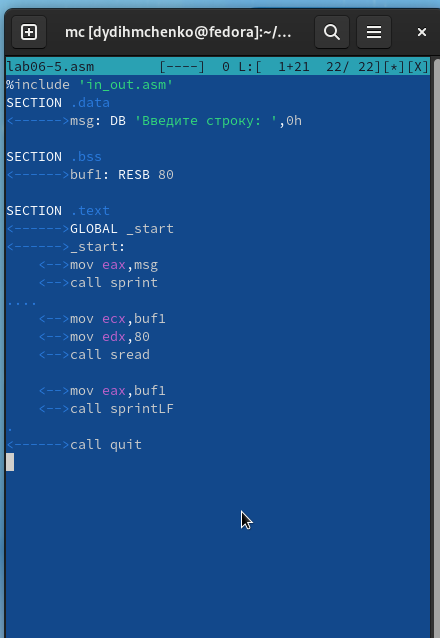 mc [dydihmchenko@fedora]:~/...
lab06-5.asm [----] 0 L:[ 1+21 22/ 22][*][X]
%include 'in_out.asm'
SECTION .data
<------>msg: DB 'Введите строку: ',0h
SECTION .bss
<------>buf1: RESB 80
SECTION .text
<------>GLOBAL _start
<------>_start:
<-->mov eax,msg
<-->call sprint
....
<-->mov ecx,buf1
<-->mov edx,80
<-->call sread
<-->mov eax,buf1
<-->call sprintLF
.
<------>call quit